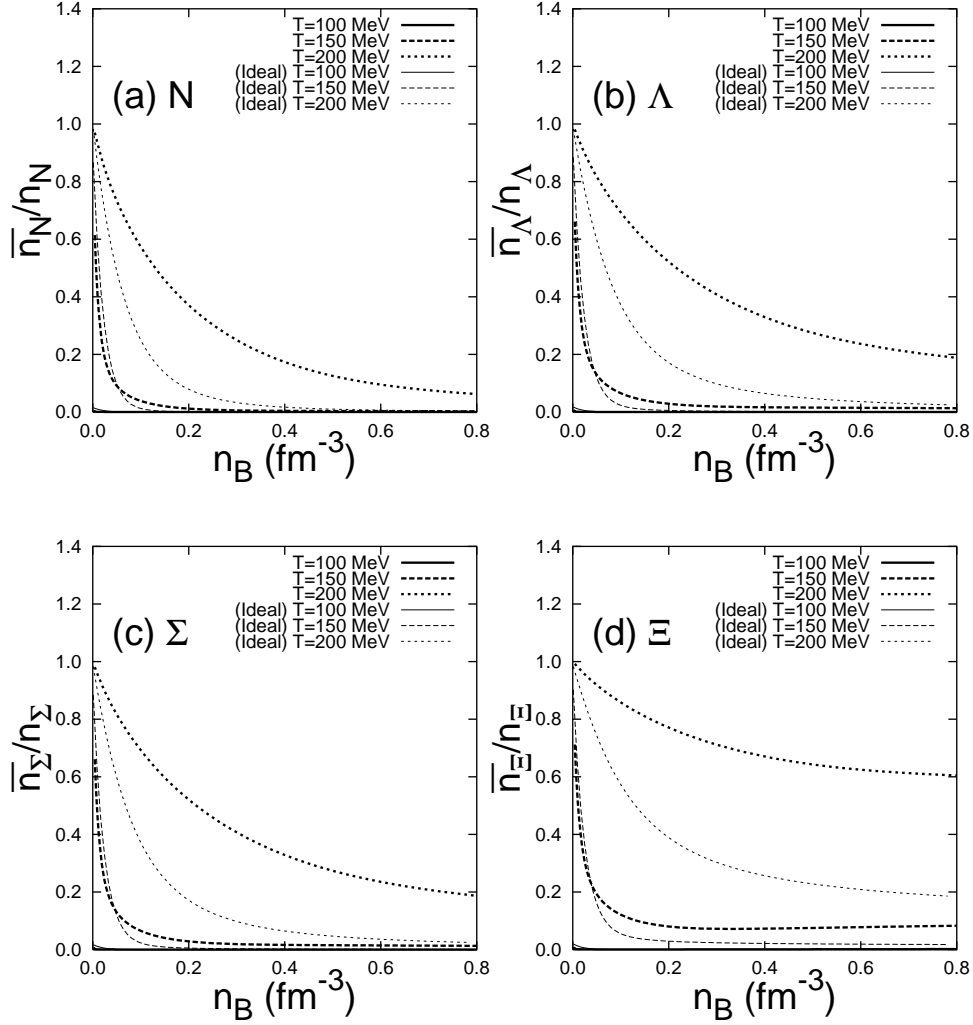 1.4
1.2
1.0
0.8
0.6
0.4
0.2
0.0
0.0 0.2 0.4 0.6 0.8
n̅_N/n_N
n_B (fm^-3)
(a) N
T=100 MeV
T=150 MeV
T=200 MeV
(Ideal) T=100 MeV
(Ideal) T=150 MeV
(Ideal) T=200 MeV
1.4
1.2
1.0
0.8
0.6
0.4
0.2
0.0
0.0 0.2 0.4 0.6 0.8
n̅_Λ/n_Λ
n_B (fm^-3)
(b) Λ
T=100 MeV
T=150 MeV
T=200 MeV
(Ideal) T=100 MeV
(Ideal) T=150 MeV
(Ideal) T=200 MeV
1.4
1.2
1.0
0.8
0.6
0.4
0.2
0.0
0.0 0.2 0.4 0.6 0.8
n̅_Σ/n_Σ
n_B (fm^-3)
(c) Σ
T=100 MeV
T=150 MeV
T=200 MeV
(Ideal) T=100 MeV
(Ideal) T=150 MeV
(Ideal) T=200 MeV
1.4
1.2
1.0
0.8
0.6
0.4
0.2
0.0
0.0 0.2 0.4 0.6 0.8
n̅_Ξ/n_Ξ
n_B (fm^-3)
(d) Ξ
T=100 MeV
T=150 MeV
T=200 MeV
(Ideal) T=100 MeV
(Ideal) T=150 MeV
(Ideal) T=200 MeV